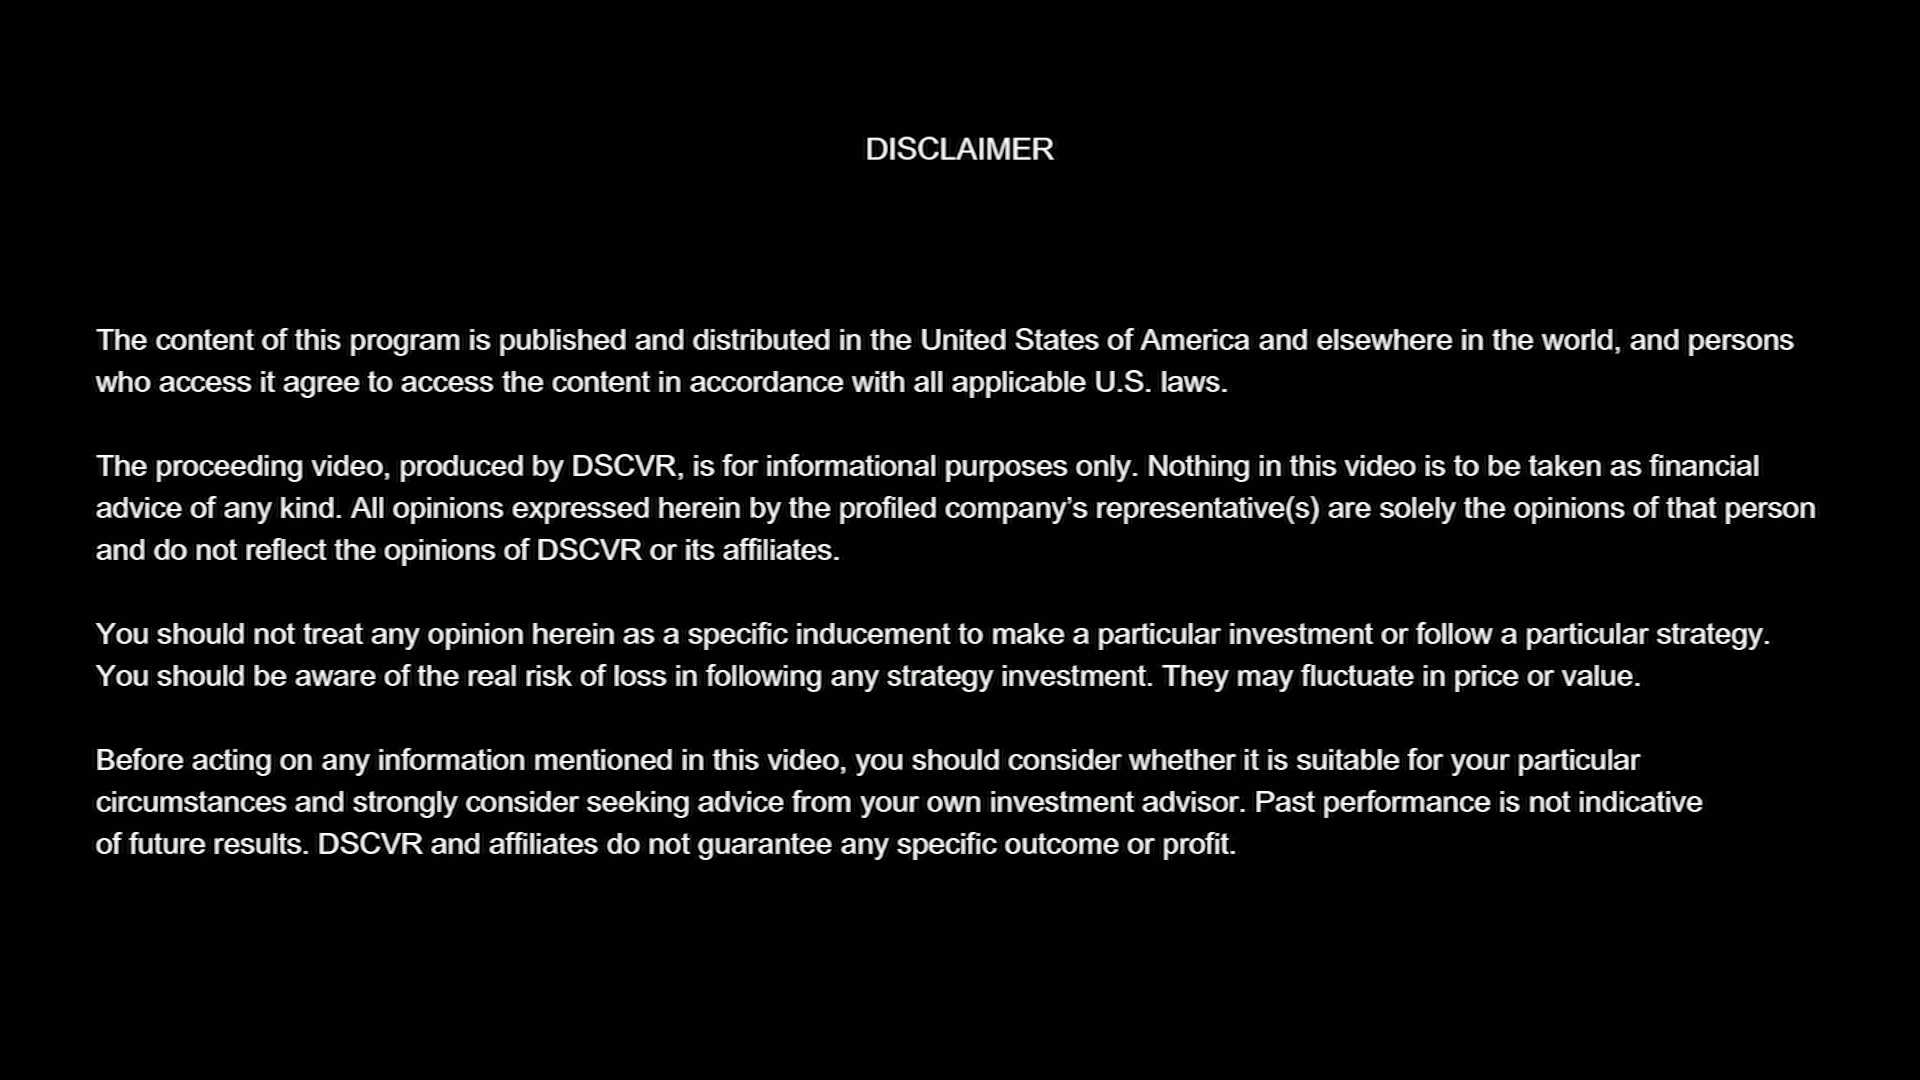 DISCLAIMER
The content of this program is published and distributed in the United States of America and elsewhere in the world, and persons
who access it agree to access the content in accordance with all applicable U.S. laws.
The proceeding video, produced by DSCVR, is for informational purposes only. Nothing in this video is to be taken as financial
advice of any kind. All opinions expressed herein by the profiled company’s representative(s) are solely the opinions of that person
and do not reflect the opinions of DSCVR or its affiliates.
You should not treat any opinion herein as a specific inducement to make a particular investment or follow a particular strategy.
You should be aware of the real risk of loss in following any strategy investment. They may fluctuate in price or value.
Before acting on any information mentioned in this video, you should consider whether it is suitable for your particular
circumstances and strongly consider seeking advice from your own investment advisor. Past performance is not indicative
of future results. DSCVR and affiliates do not guarantee any specific outcome or profit.